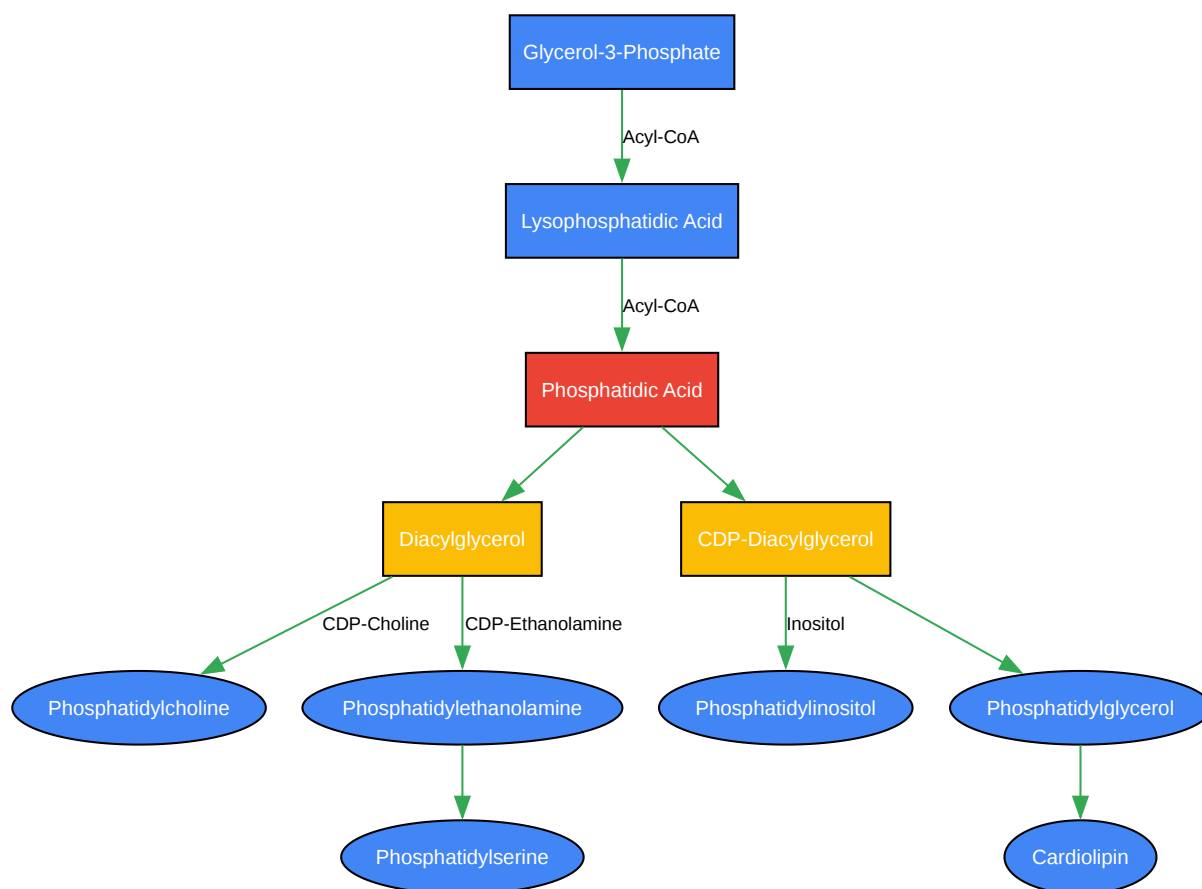 Glycerol-3-Phosphate
Acyl-CoA
Lysophosphatidic Acid
Acyl-CoA
Phosphatidic Acid
Diacylglycerol
CDP-Diacylglycerol
CDP-Choline
CDP-Ethanolamine
Inositol
Phosphatidylcholine
Phosphatidylethanolamine
Phosphatidylinositol
Phosphatidylglycerol
Phosphatidylserine
Cardiolipin